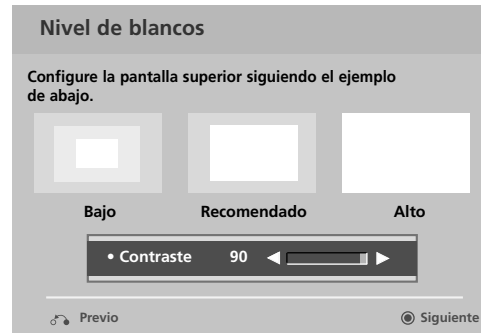 Nivel de blancos
Configure la pantalla superior siguiendo el ejemplo
de abajo.
Bajo Recomendado Alto
• Contraste 90
Previo Siguiente